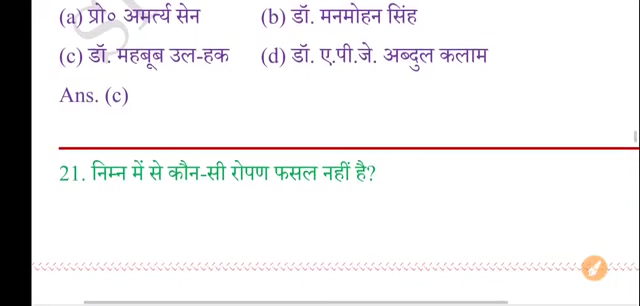 (a) प्रो० अमर्त्य सेन (b) डॉ. मनमोहन सिंह
(c) डॉ. महबूब उल-हक (d) डॉ. ए.पी.जे. अब्दुल कलाम
Ans. (c)
21. निम्न में से कौन-सी रोपण फसल नहीं है?